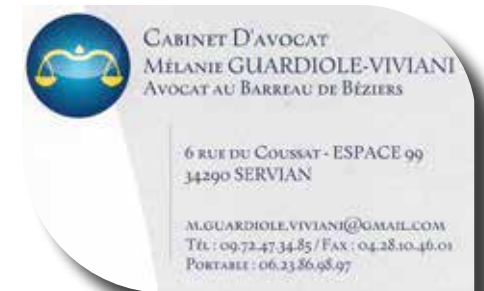 Cabinet D'avocat
Mélanie GUARDIOLE-VIVIANI
Avocat au Barreau de Béziers
6 rue du Coussat - ESPACE 99
34290 SERVIAN
m.guardiole.viviani@gmail.com
Tél : 09.72.47.34.85 / Fax : 04.28.10.46.01
Portable : 06.23.86.98.97